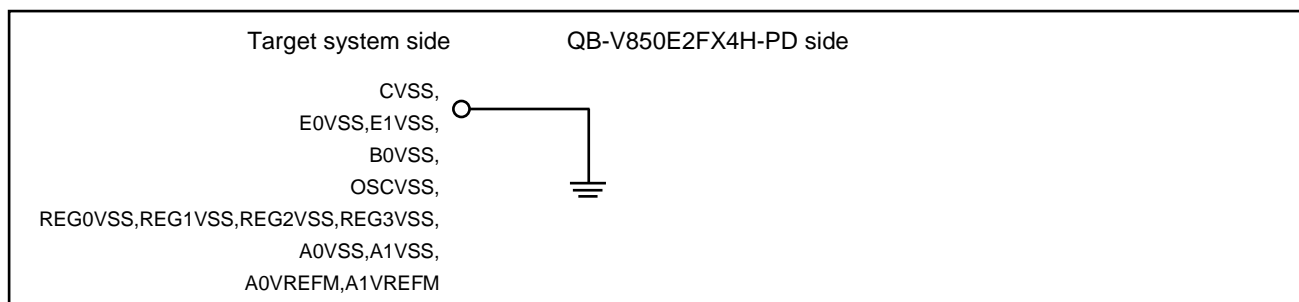 Target system side QB-V850E2FX4H-PD side
CVSS,
E0VSS,E1VSS,
B0VSS,
OSCVSS,
REG0VSS,REG1VSS,REG2VSS,REG3VSS,
A0VSS,A1VSS,
A0VREFM,A1VREFM